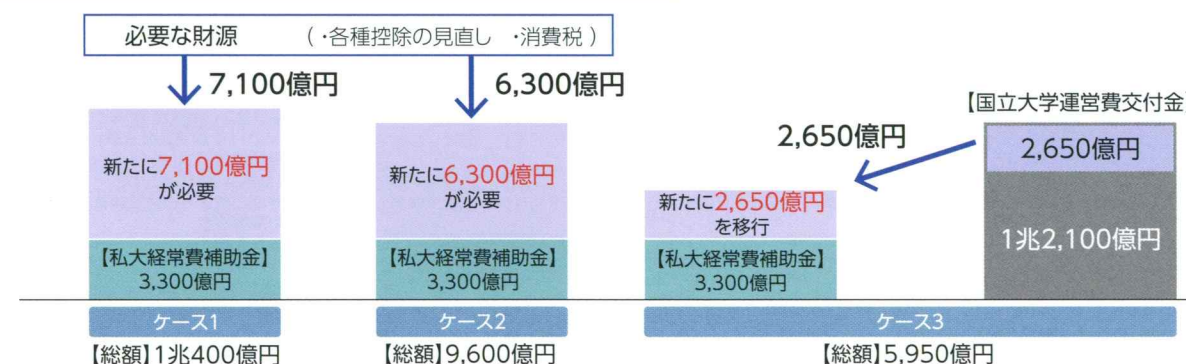 必要な財源 （・各種控除の見直し ・消費税）
7,100億円
6,300億円
2,650億円
【国立大学運営費交付金】
新たに7,100億円
が必要
【私大経常費補助金】
3,300億円
新たに6,300億円
が必要
【私大経常費補助金】
3,300億円
新たに2,650億円
を移行
【私大経常費補助金】
3,300億円
2,650億円
1兆2,100億円
ケース1
ケース2
ケース3
【総額】1兆400億円
【総額】9,600億円
【総額】5,950億円